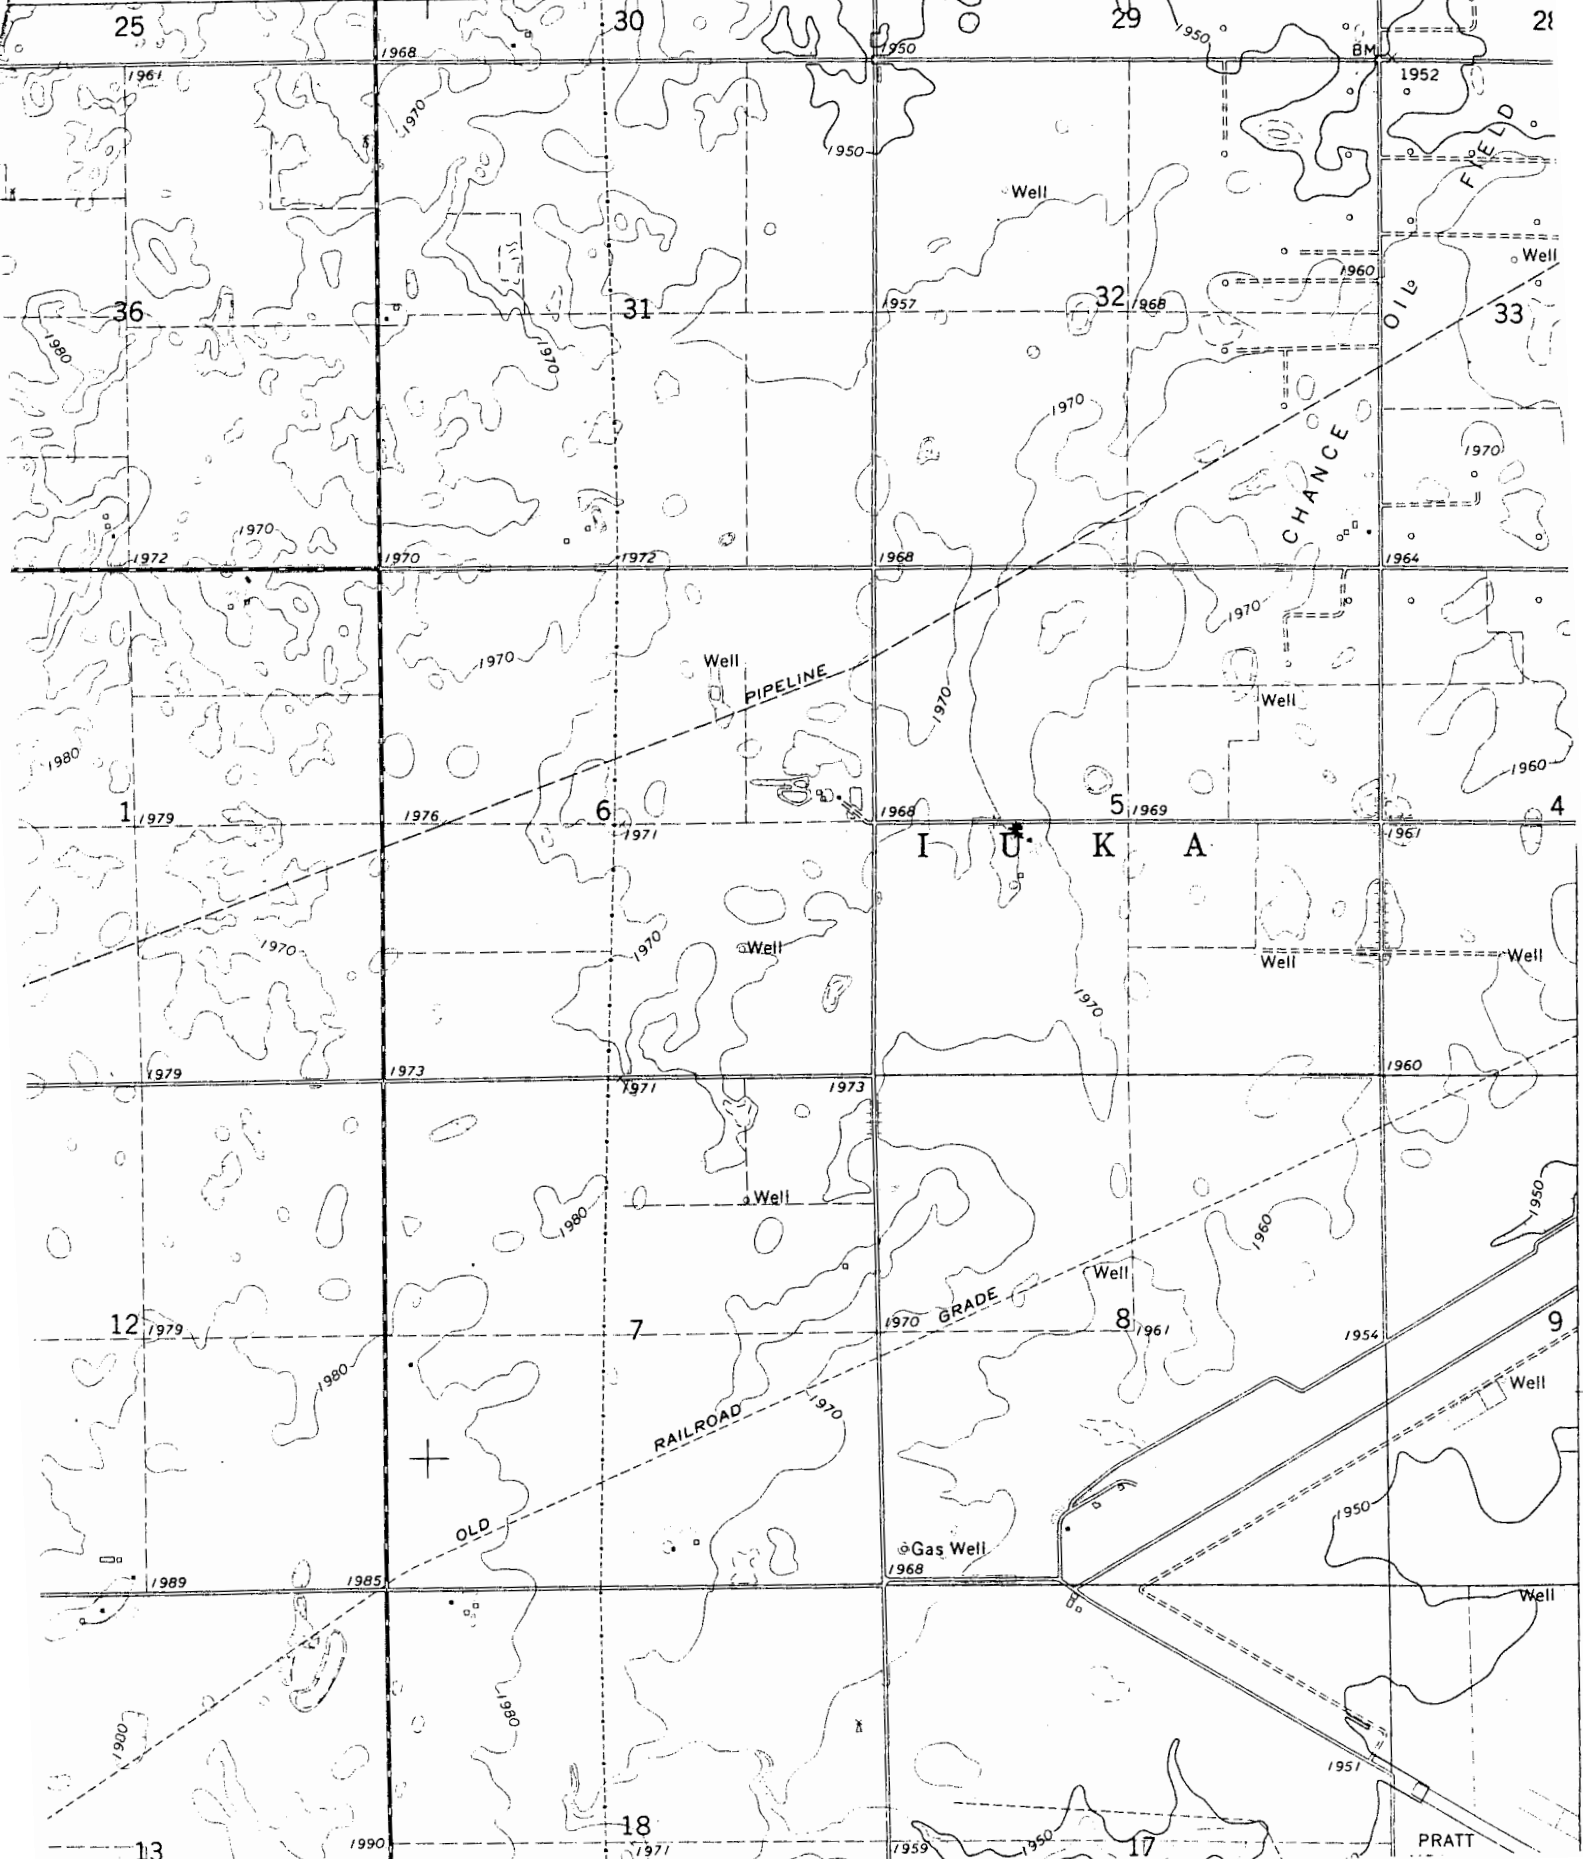 25 30 29 28
1968 1950 1950 BM
1961 1952
1970
1950
FIELD
Well
Well
1960
36 31 1957 32 1968 OIL 33
1980 1970
1970
CHANCE
1970
1970
1972 1970 1972 1968 1964
1970
1970 Well
PIPELINE
1970 Well
1980 1960
1 1979 1976 6 1971 1968 5 1969 1961 4
I U K A
1970 1970 Well Well Well
1970
1979 1973 1971 1973 1960
Well
1980 1960 1950
Well
GRADE
12 1979 7 1970 8 1961 1954 9
1980 Well
RAILROAD 1970
OLD 1950
Gas Well
1989 1985 1968 Well
1980
1980
1951
18 1950
13 1990 1971 1959 17 PRATT